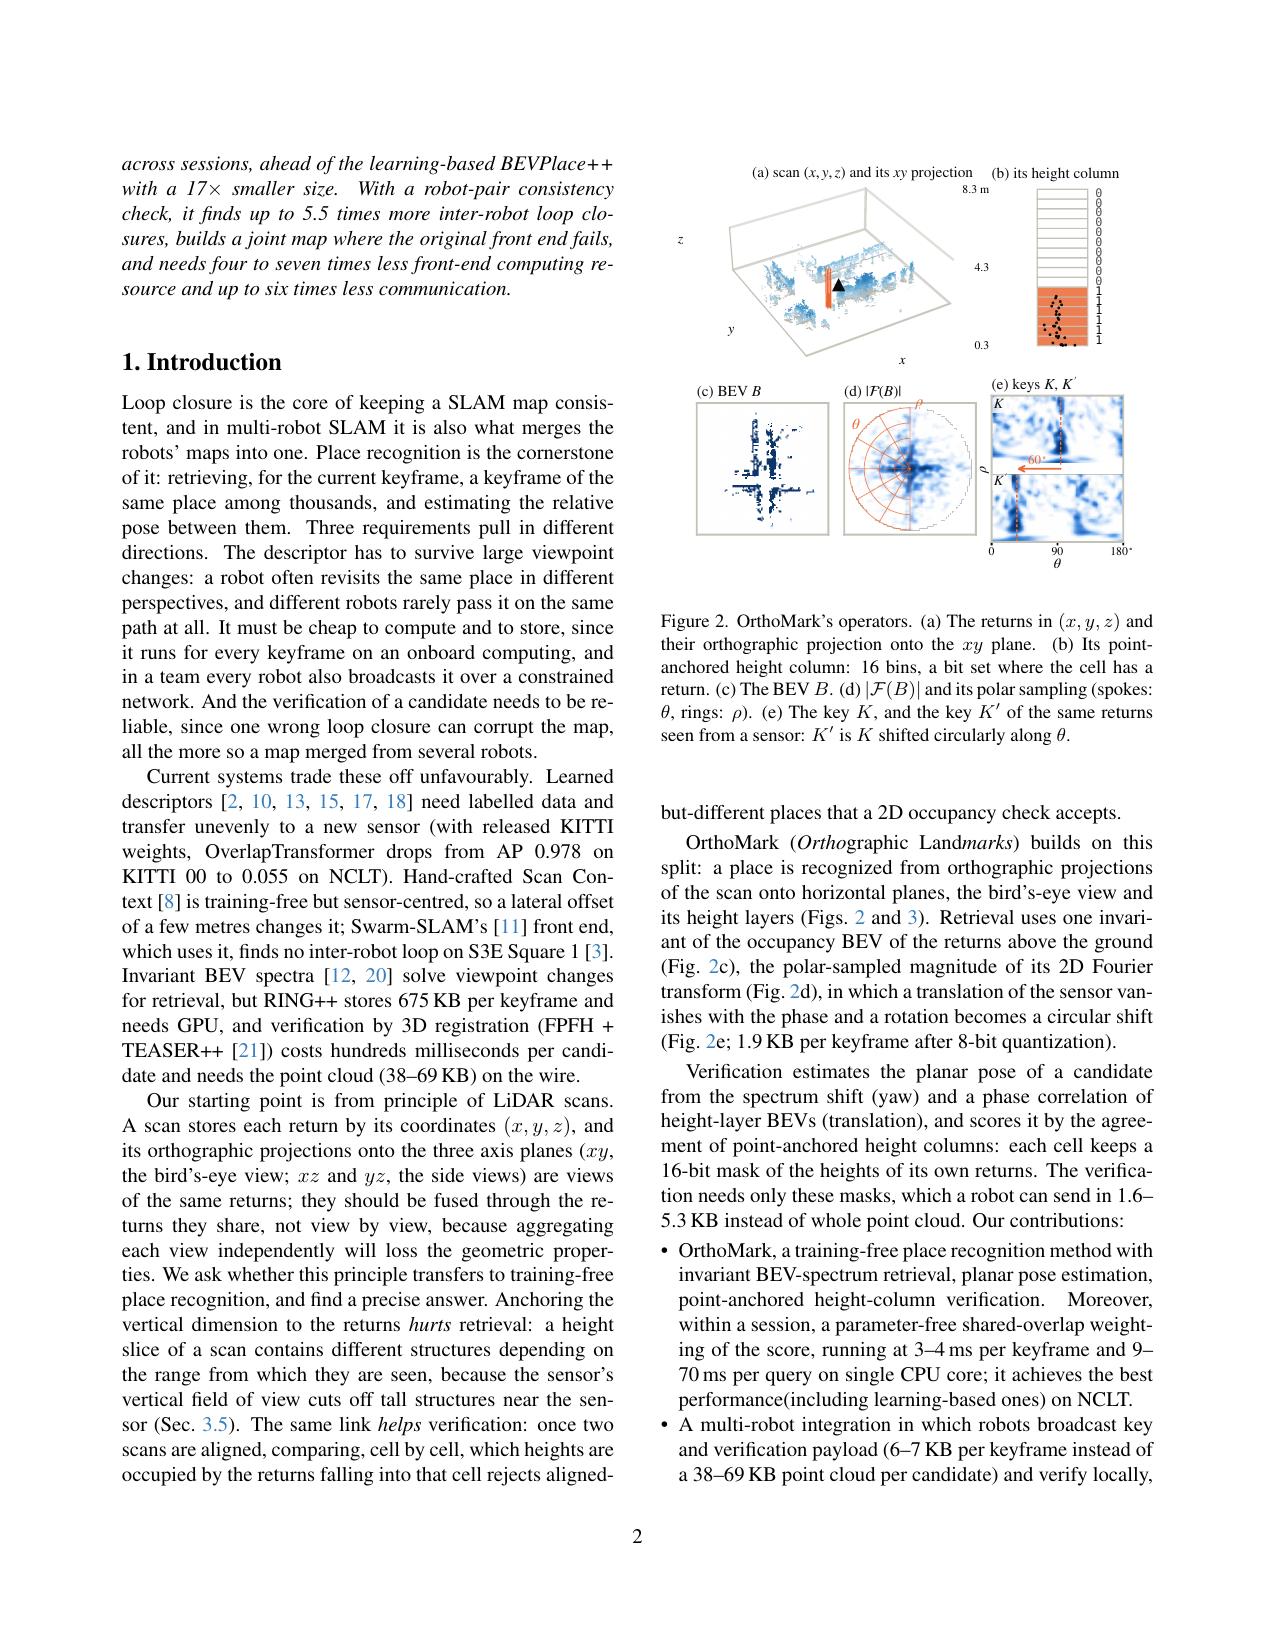 across sessions, ahead of the learning-based BEVPlace++
with a 17× smaller size. With a robot-pair consistency
check, it finds up to 5.5 times more inter-robot loop clo-
sures, builds a joint map where the original front end fails,
and needs four to seven times less front-end computing re-
source and up to six times less communication.
1. Introduction
Loop closure is the core of keeping a SLAM map consis-
tent, and in multi-robot SLAM it is also what merges the
robots' maps into one. Place recognition is the cornerstone
of it: retrieving, for the current keyframe, a keyframe of the
same place among thousands, and estimating the relative
pose between them. Three requirements pull in different
directions. The descriptor has to survive large viewpoint
changes: a robot often revisits the same place in different
perspectives, and different robots rarely pass it on the same
path at all. It must be cheap to compute and to store, since
it runs for every keyframe on an onboard computing, and
in a team every robot also broadcasts it over a constrained
network. And the verification of a candidate needs to be re-
liable, since one wrong loop closure can corrupt the map,
all the more so a map merged from several robots.
Current systems trade these off unfavourably. Learned
descriptors [2, 10, 13, 15, 17, 18] need labelled data and
transfer unevenly to a new sensor (with released KITTI
weights, OverlapTransformer drops from AP 0.978 on
KITTI 00 to 0.055 on NCLT). Hand-crafted Scan Con-
text [8] is training-free but sensor-centred, so a lateral offset
of a few metres changes it; Swarm-SLAM's [11] front end,
which uses it, finds no inter-robot loop on S3E Square 1 [3].
Invariant BEV spectra [12, 20] solve viewpoint changes
for retrieval, but RING++ stores 675 KB per keyframe and
needs GPU, and verification by 3D registration (FPFH +
TEASER++ [21]) costs hundreds milliseconds per candi-
date and needs the point cloud (38–69 KB) on the wire.
Our starting point is from principle of LiDAR scans.
A scan stores each return by its coordinates (x, y, z), and
its orthographic projections onto the three axis planes (xy,
the bird's-eye view; xz and yz, the side views) are views
of the same returns; they should be fused through the re-
turns they share, not view by view, because aggregating
each view independently will loss the geometric proper-
ties. We ask whether this principle transfers to training-free
place recognition, and find a precise answer. Anchoring the
vertical dimension to the returns hurts retrieval: a height
slice of a scan contains different structures depending on
the range from which they are seen, because the sensor's
vertical field of view cuts off tall structures near the sen-
sor (Sec. 3.5). The same link helps verification: once two
scans are aligned, comparing, cell by cell, which heights are
occupied by the returns falling into that cell rejects aligned-
(a) scan (x, y, z) and its xy projection
z
y
x
(b) its height column
8.3 m
4.3
0.3
0
0
0
0
0
0
0
0
0
0
1
1
1
1
1
1
(c) BEV B
(d) |F(B)|
θ
ρ
(e) keys K, K′
K
60°
K′
ρ
0
90
180°
θ
Figure 2. OrthoMark's operators. (a) The returns in (x, y, z) and
their orthographic projection onto the xy plane. (b) Its point-
anchored height column: 16 bins, a bit set where the cell has a
return. (c) The BEV B. (d) |F(B)| and its polar sampling (spokes:
θ, rings: ρ). (e) The key K, and the key K′ of the same returns
seen from a sensor: K′ is K shifted circularly along θ.
but-different places that a 2D occupancy check accepts.
OrthoMark (Orthographic Landmarks) builds on this
split: a place is recognized from orthographic projections
of the scan onto horizontal planes, the bird's-eye view and
its height layers (Figs. 2 and 3). Retrieval uses one invari-
ant of the occupancy BEV of the returns above the ground
(Fig. 2c), the polar-sampled magnitude of its 2D Fourier
transform (Fig. 2d), in which a translation of the sensor van-
ishes with the phase and a rotation becomes a circular shift
(Fig. 2e; 1.9 KB per keyframe after 8-bit quantization).
Verification estimates the planar pose of a candidate
from the spectrum shift (yaw) and a phase correlation of
height-layer BEVs (translation), and scores it by the agree-
ment of point-anchored height columns: each cell keeps a
16-bit mask of the heights of its own returns. The verifica-
tion needs only these masks, which a robot can send in 1.6–
5.3 KB instead of whole point cloud. Our contributions:
• OrthoMark, a training-free place recognition method with
invariant BEV-spectrum retrieval, planar pose estimation,
point-anchored height-column verification. Moreover,
within a session, a parameter-free shared-overlap weight-
ing of the score, running at 3–4 ms per keyframe and 9–
70 ms per query on single CPU core; it achieves the best
performance(including learning-based ones) on NCLT.
• A multi-robot integration in which robots broadcast key
and verification payload (6–7 KB per keyframe instead of
a 38–69 KB point cloud per candidate) and verify locally,
2